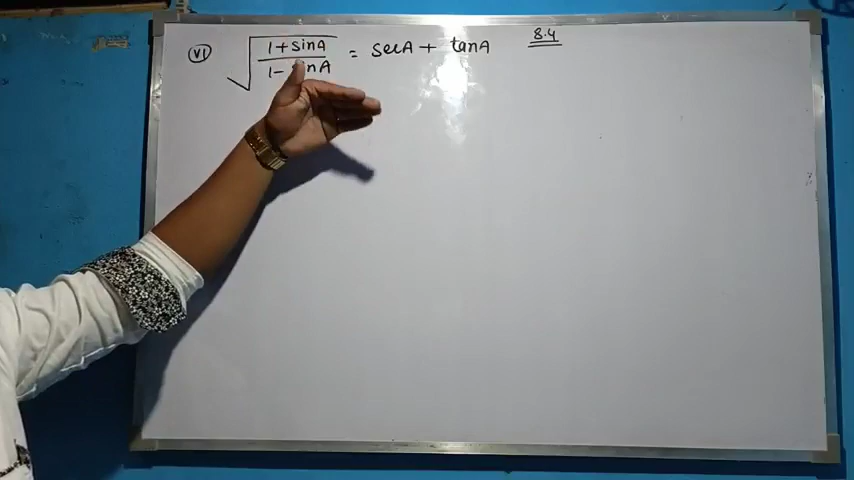 (vi) √((1+sinA)/(1-sinA)) = secA + tanA 8.4